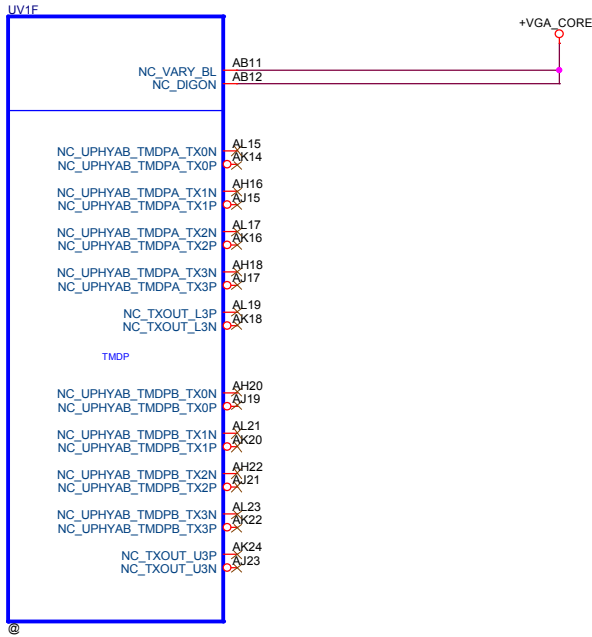 UV1F
+VGA_CORE
NC_VARY_BL AB11
NC_DIGON AB12
NC_UPHYAB_TMDPA_TX0N AL15
NC_UPHYAB_TMDPA_TX0P AK14
NC_UPHYAB_TMDPA_TX1N AH16
NC_UPHYAB_TMDPA_TX1P AJ15
NC_UPHYAB_TMDPA_TX2N AL17
NC_UPHYAB_TMDPA_TX2P AK16
NC_UPHYAB_TMDPA_TX3N AH18
NC_UPHYAB_TMDPA_TX3P AJ17
NC_TXOUT_L3P AL19
NC_TXOUT_L3N AK18
TMDP
NC_UPHYAB_TMDPB_TX0N AH20
NC_UPHYAB_TMDPB_TX0P AJ19
NC_UPHYAB_TMDPB_TX1N AL21
NC_UPHYAB_TMDPB_TX1P AK20
NC_UPHYAB_TMDPB_TX2N AH22
NC_UPHYAB_TMDPB_TX2P AJ21
NC_UPHYAB_TMDPB_TX3N AL23
NC_UPHYAB_TMDPB_TX3P AK22
NC_TXOUT_U3P AK24
NC_TXOUT_U3N AJ23
@